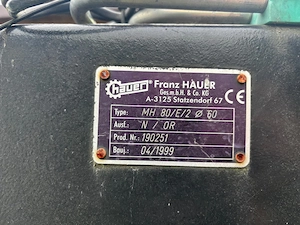 hauer
Franz HAUER
Ges.m.b.H. & Co. KG
A-3125 Statzendorf 67
CE
Type: MH 80/E/2 Ø 60
Ausf.: N / OR
Prod. Nr.: 190251
Bauj.: 04/1999